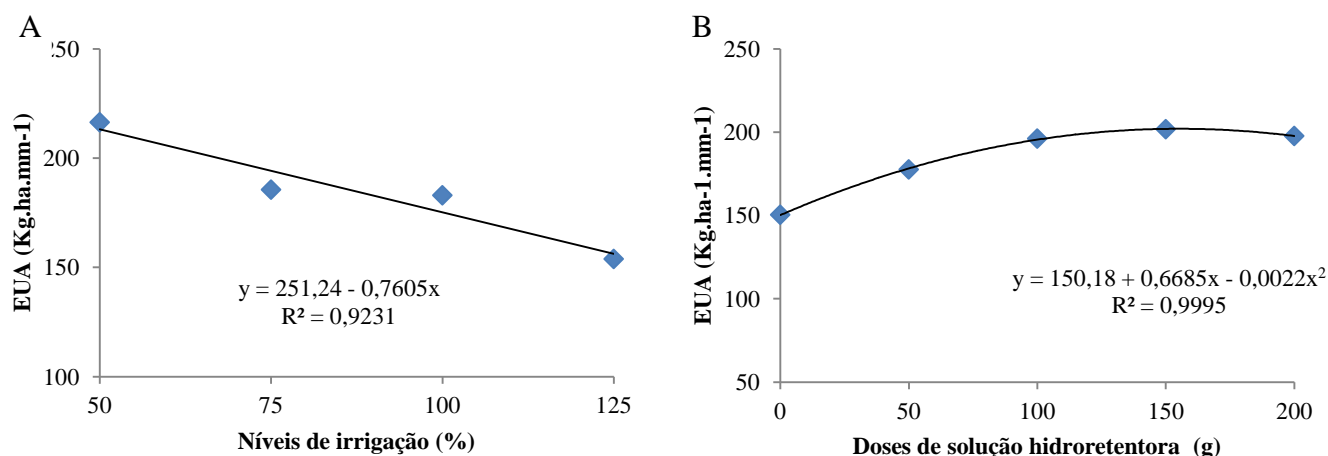 A
250
200
150
100
50
75
100
125
EUA (Kg.ha.mm-1)
y = 251,24 - 0,7605x
R² = 0,9231
Níveis de irrigação (%)
B
250
200
150
100
50
0
50
100
150
200
EUA (Kg.ha-1.mm-1)
y = 150,18 + 0,6685x - 0,0022x²
R² = 0,9995
Doses de solução hidroretentora (g)